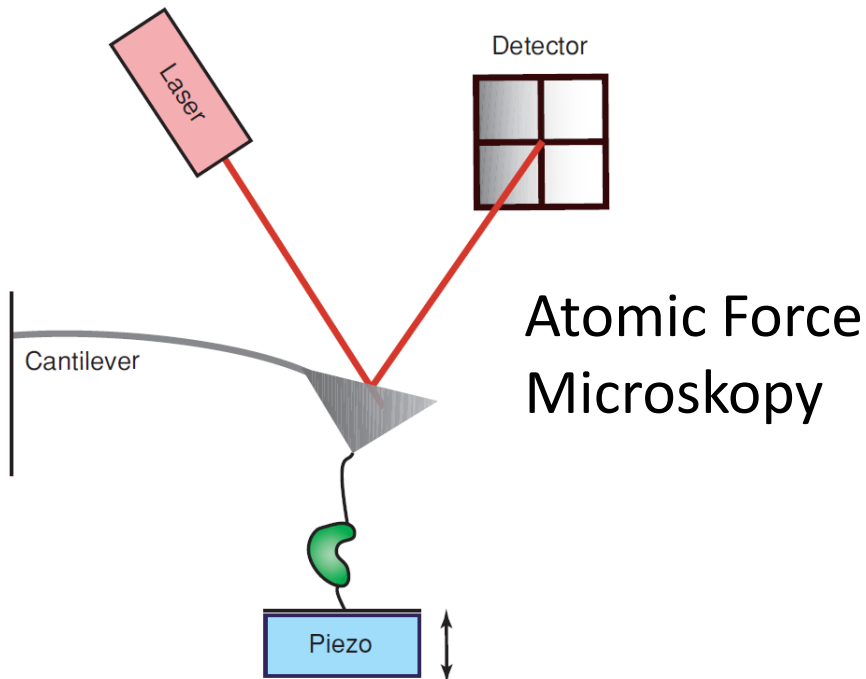 Laser
Detector
Atomic Force
Microskopy
Cantilever
Piezo